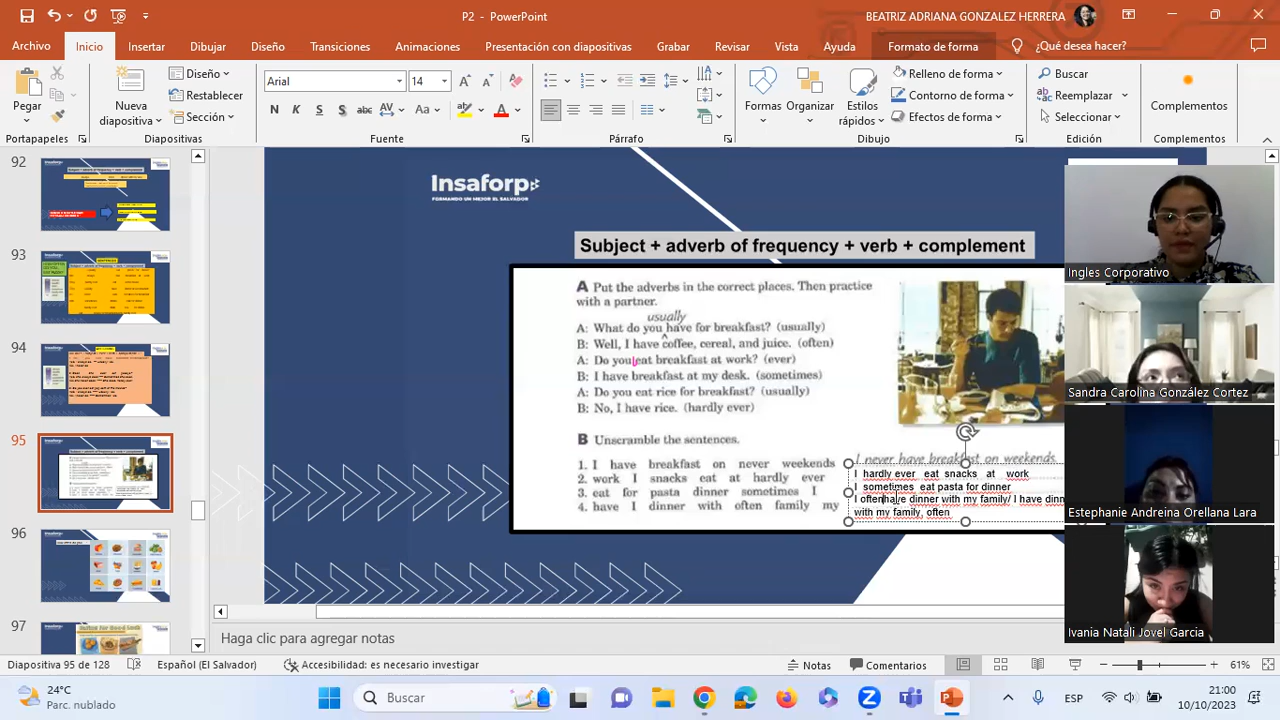 P2 - PowerPoint
BEATRIZ ADRIANA GONZALEZ HERRERA
Archivo Inicio Insertar Dibujar Diseño Transiciones Animaciones Presentación con diapositivas Grabar Revisar Vista Ayuda Formato de forma ¿Qué desea hacer?
Pegar
Portapapeles
Nueva diapositiva
Diseño
Restablecer
Sección
Diapositivas
Arial 14
N K S S abc AV Aa A
Fuente
Párrafo
Formas Organizar Estilos rápidos
Relleno de forma
Contorno de forma
Efectos de forma
Dibujo
Buscar
Reemplazar
Seleccionar
Edición
Complementos
Complementos
92
93
94
95
96
97
Insaforp
FORMANDO UN MEJOR EL SALVADOR
Subject + adverb of frequency + verb + complement
A Put the adverbs in the correct places. Then practice
with a partner.
usually
A: What do you have for breakfast? (usually)
B: Well, I have coffee, cereal, and juice. (often)
A: Do you eat breakfast at work? (ever)
B: I have breakfast at my desk. (sometimes)
A: Do you eat rice for breakfast? (usually)
B: No, I have rice. (hardly ever)
B Unscramble the sentences.
1. I have breakfast on never weekends
2. work I snacks eat at hardly ever
3. eat for pasta dinner sometimes I
4. have I dinner with often family my
I never have breakfast on weekends.
I hardly ever eat snacks at work
I sometimes eat pasta for dinner
I often have dinner with my family/ I have dinn
with my family, often
Ingles Corporativo
Sandra Carolina González Cortez
Estephanie Andreina Orellana Lara
Ivania Natali Jovel Garcia
Haga clic para agregar notas
Diapositiva 95 de 128 Español (El Salvador) Accesibilidad: es necesario investigar Notas Comentarios 61%
24°C
Parc. nublado
Buscar
ESP
21:00
10/10/2023